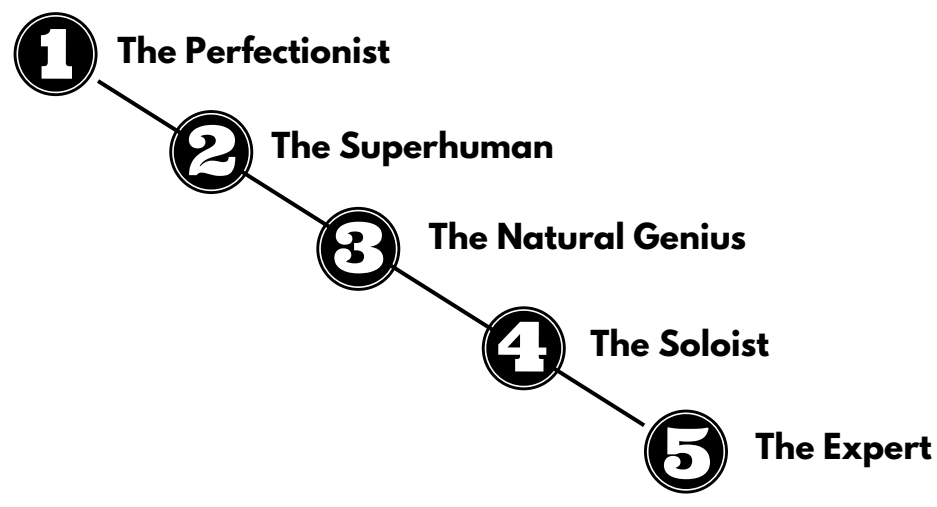 1 The Perfectionist
2 The Superhuman
3 The Natural Genius
4 The Soloist
5 The Expert